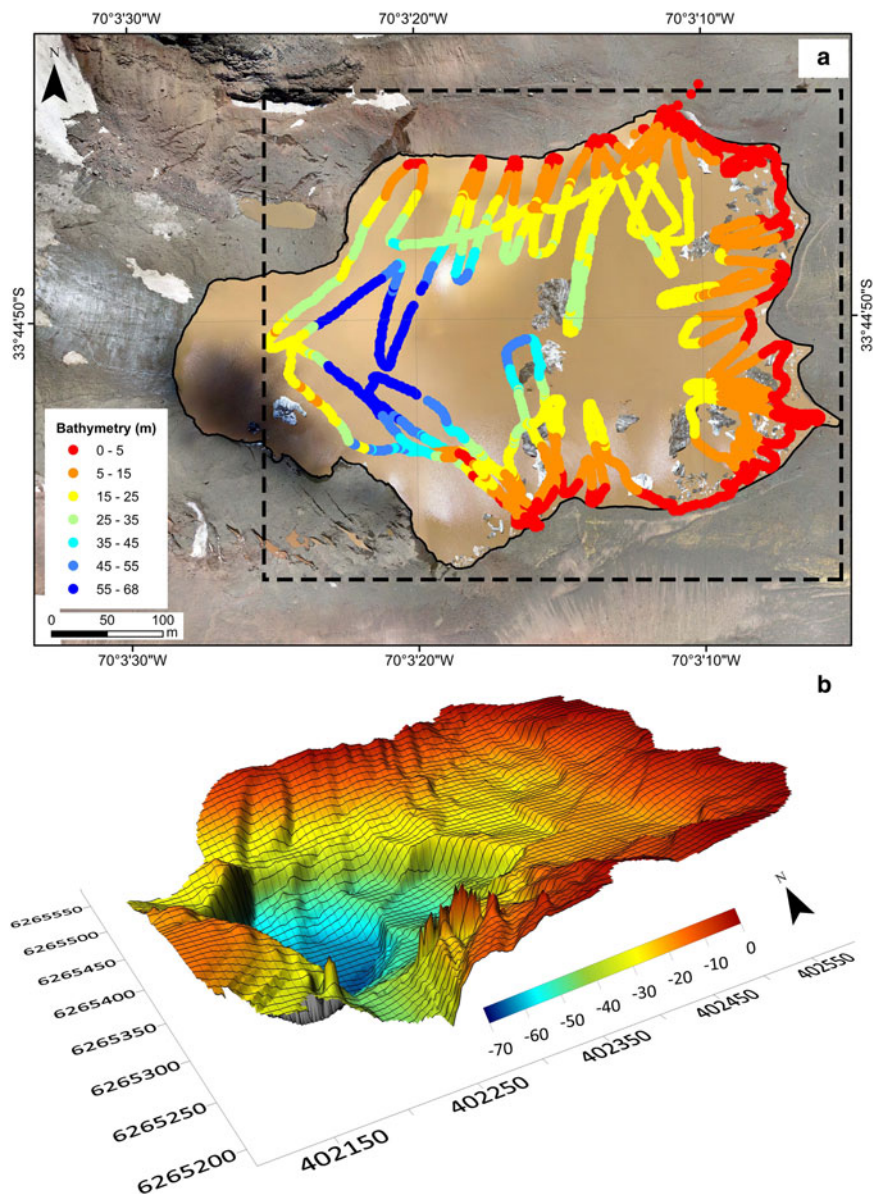 70°3'30"W 70°3'20"W 70°3'10"W
N
a
33°44'50"S
33°44'50"S
Bathymetry (m)
0 - 5
5 - 15
15 - 25
25 - 35
35 - 45
45 - 55
55 - 68
0 50 100
m
70°3'30"W 70°3'20"W 70°3'10"W
b
6265550
6265500
6265450
6265400
6265350
6265300
6265250
6265200
N
-70 -60 -50 -40 -30 -20 -10 0
402150
402250
402350
402450
402550